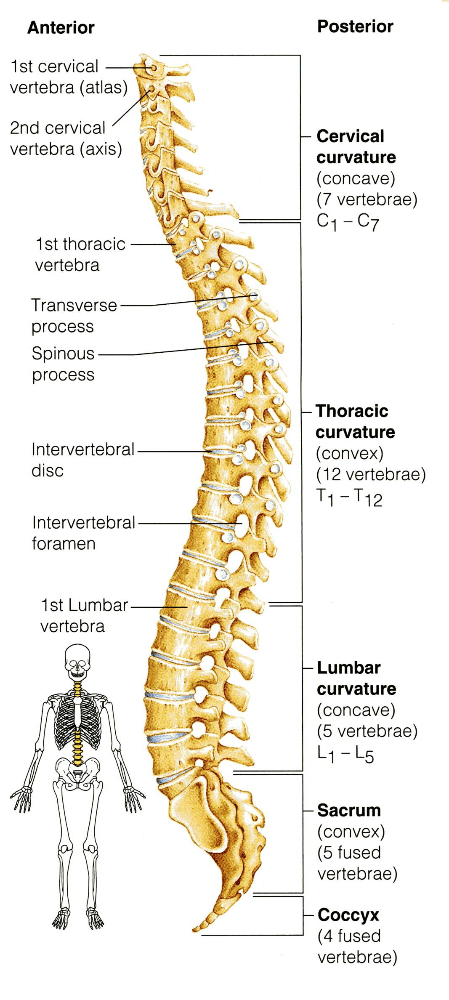 Anterior
Posterior
1st cervical
vertebra (atlas)
2nd cervical
vertebra (axis)
Cervical
curvature
(concave)
(7 vertebrae)
C1 – C7
1st thoracic
vertebra
Transverse
process
Spinous
process
Thoracic
curvature
(convex)
(12 vertebrae)
T1 – T12
Intervertebral
disc
Intervertebral
foramen
1st Lumbar
vertebra
Lumbar
curvature
(concave)
(5 vertebrae)
L1 – L5
Sacrum
(convex)
(5 fused
vertebrae)
Coccyx
(4 fused
vertebrae)